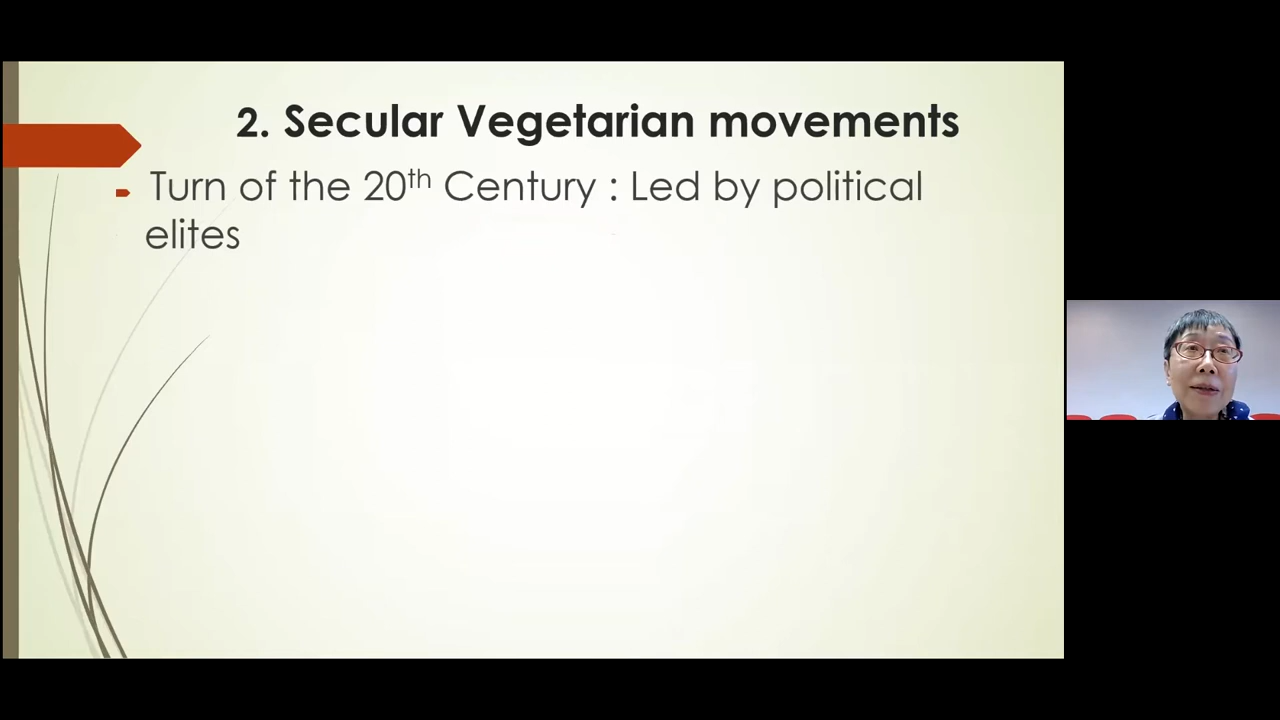 2. Secular Vegetarian movements
Turn of the 20th Century : Led by political
elites